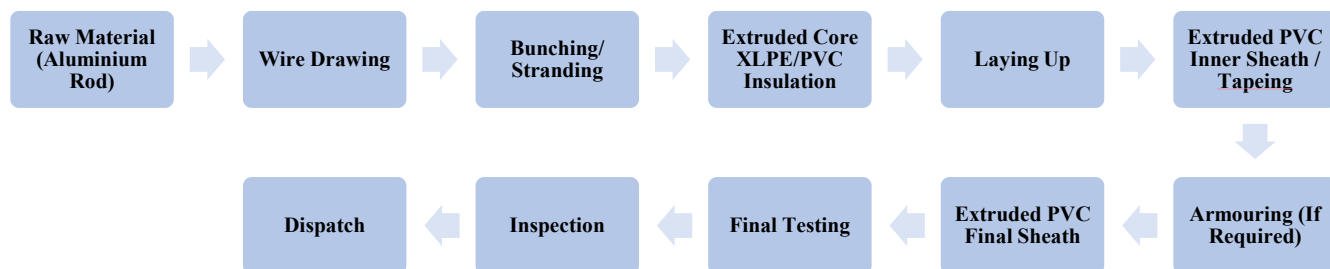 Raw Material
(Aluminium
Rod)
Wire Drawing
Bunching/
Stranding
Extruded Core
XLPE/PVC
Insulation
Laying Up
Extruded PVC
Inner Sheath /
Tapeing
Armouring (If
Required)
Extruded PVC
Final Sheath
Final Testing
Inspection
Dispatch